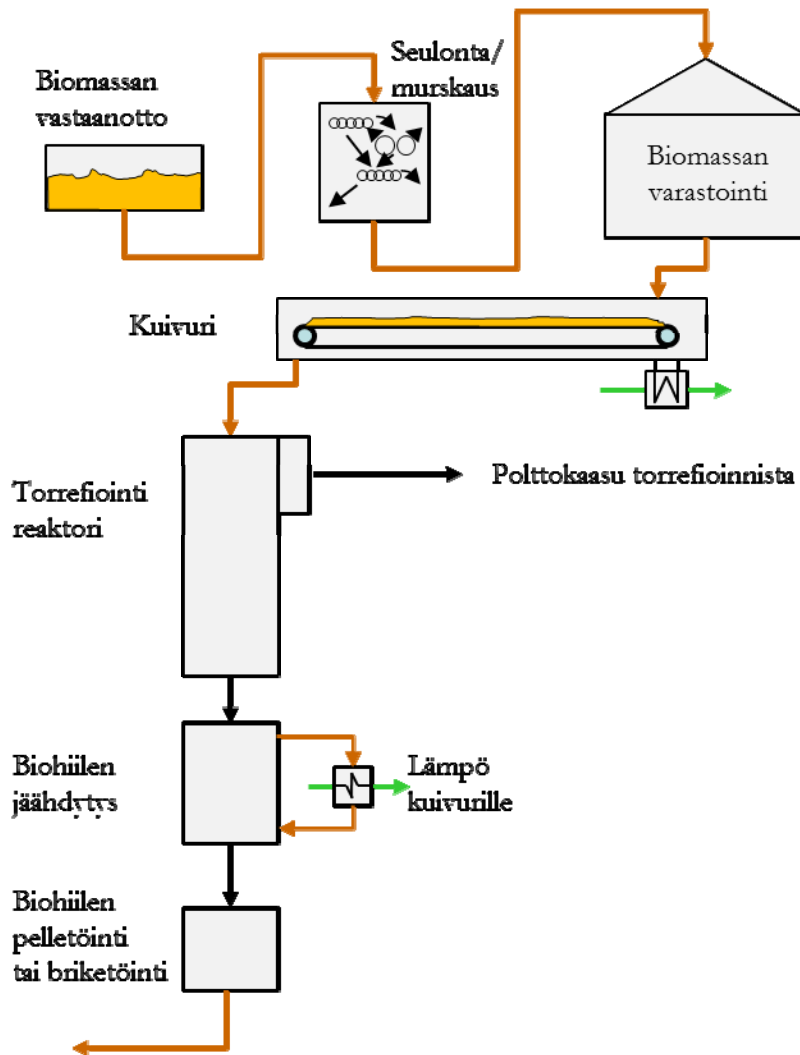 Biomassan
vastaanotto
Seulonta/
murskaus
Biomassan
varastointi
Kuivuri
Torrefiointi
reaktori
Polttokaasu torrefioinnista
Biohiilen
jäähdytys
Lämpö
kuivurille
Biohiilen
pelletöinti
tai briketöinti